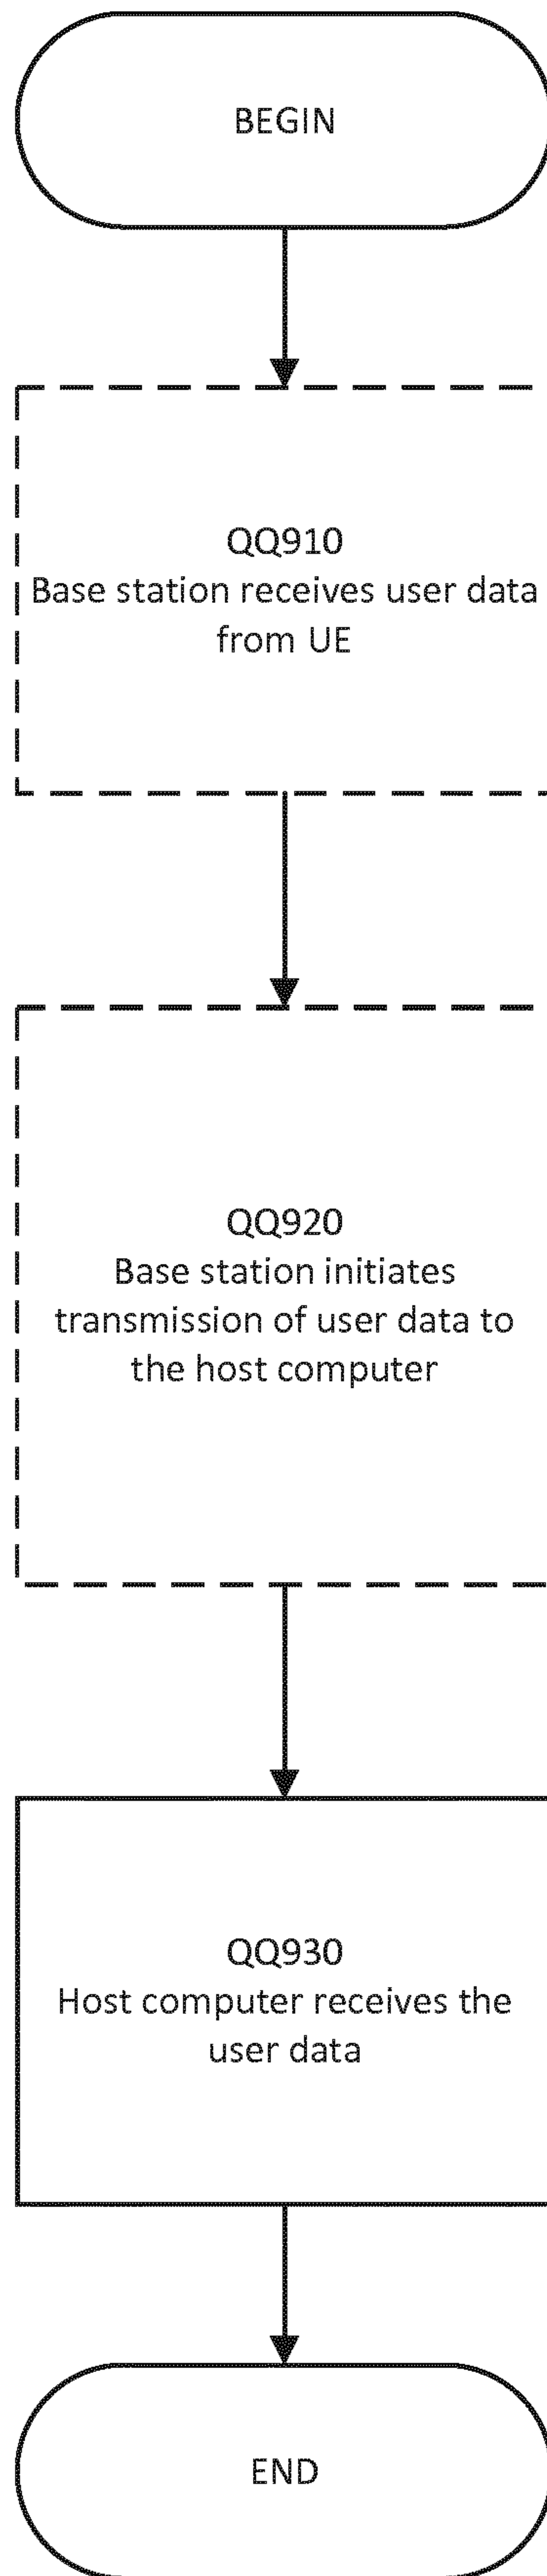 BEGIN
QQ910
Base station receives user data
from UE
QQ920
Base station initiates
transmission of user data to
the host computer
QQ930
Host computer receives the
user data
END